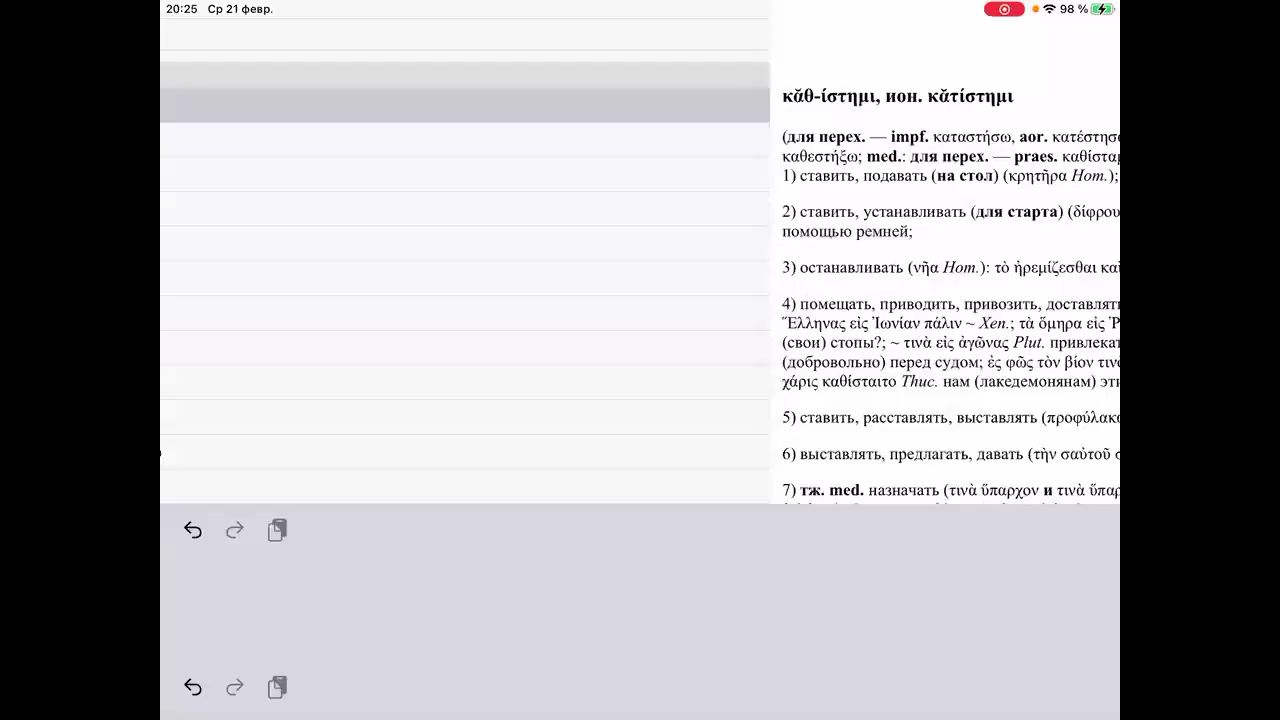 20:25 Ср 21 февр.
98 %
κᾰθ-ίστημι, ион. κᾰτίστημι
(для перех. — impf. καταστήσω, aor. κατέστησ
καθεστήξω; med.: для перех. — praes. καθίστα
1) ставить, подавать (на стол) (κρητῆρα Hom.);
2) ставить, устанавливать (для старта) (δίφρου
помощью ремней;
3) останавливать (νῆα Hom.): τὸ ἠρεμίζεσθαι καὶ
4) помещать, приводить, привозить, доставлят
Ἕλληνας εἰς Ἰωνίαν πάλιν ~ Xen.; τὰ ὅμηρα εἰς
(свои) стопы?; ~ τινὰ εἰς ἀγῶνας Plut. привлекат
(добровольно) перед судом; ἐς φῶς τὸν βίον τιν
χάρις καθίσταιτο Thuc. нам (лакедемонянам) эти
5) ставить, расставлять, выставлять (προφύλακ
6) выставлять, предлагать, давать (τὴν σαὐτοῦ
7) тж. med. назначать (τινὰ ὕπαρχον и τινὰ ὕπαρ